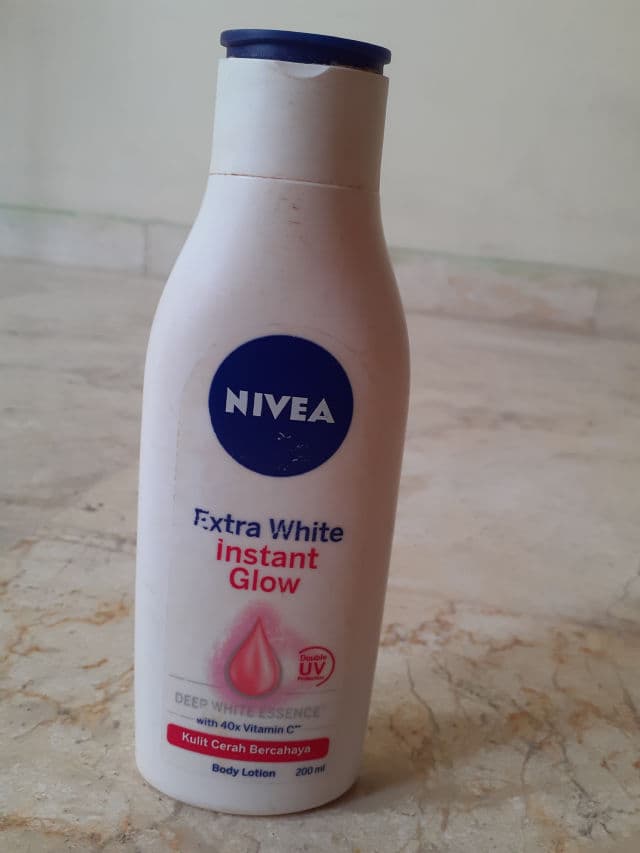 NIVEA
Extra White
instant
Glow
Double
UV
Protection
DEEP WHITE ESSENCE
with 40x Vitamin C**
Kulit Cerah Bercahaya
Body Lotion 200 ml